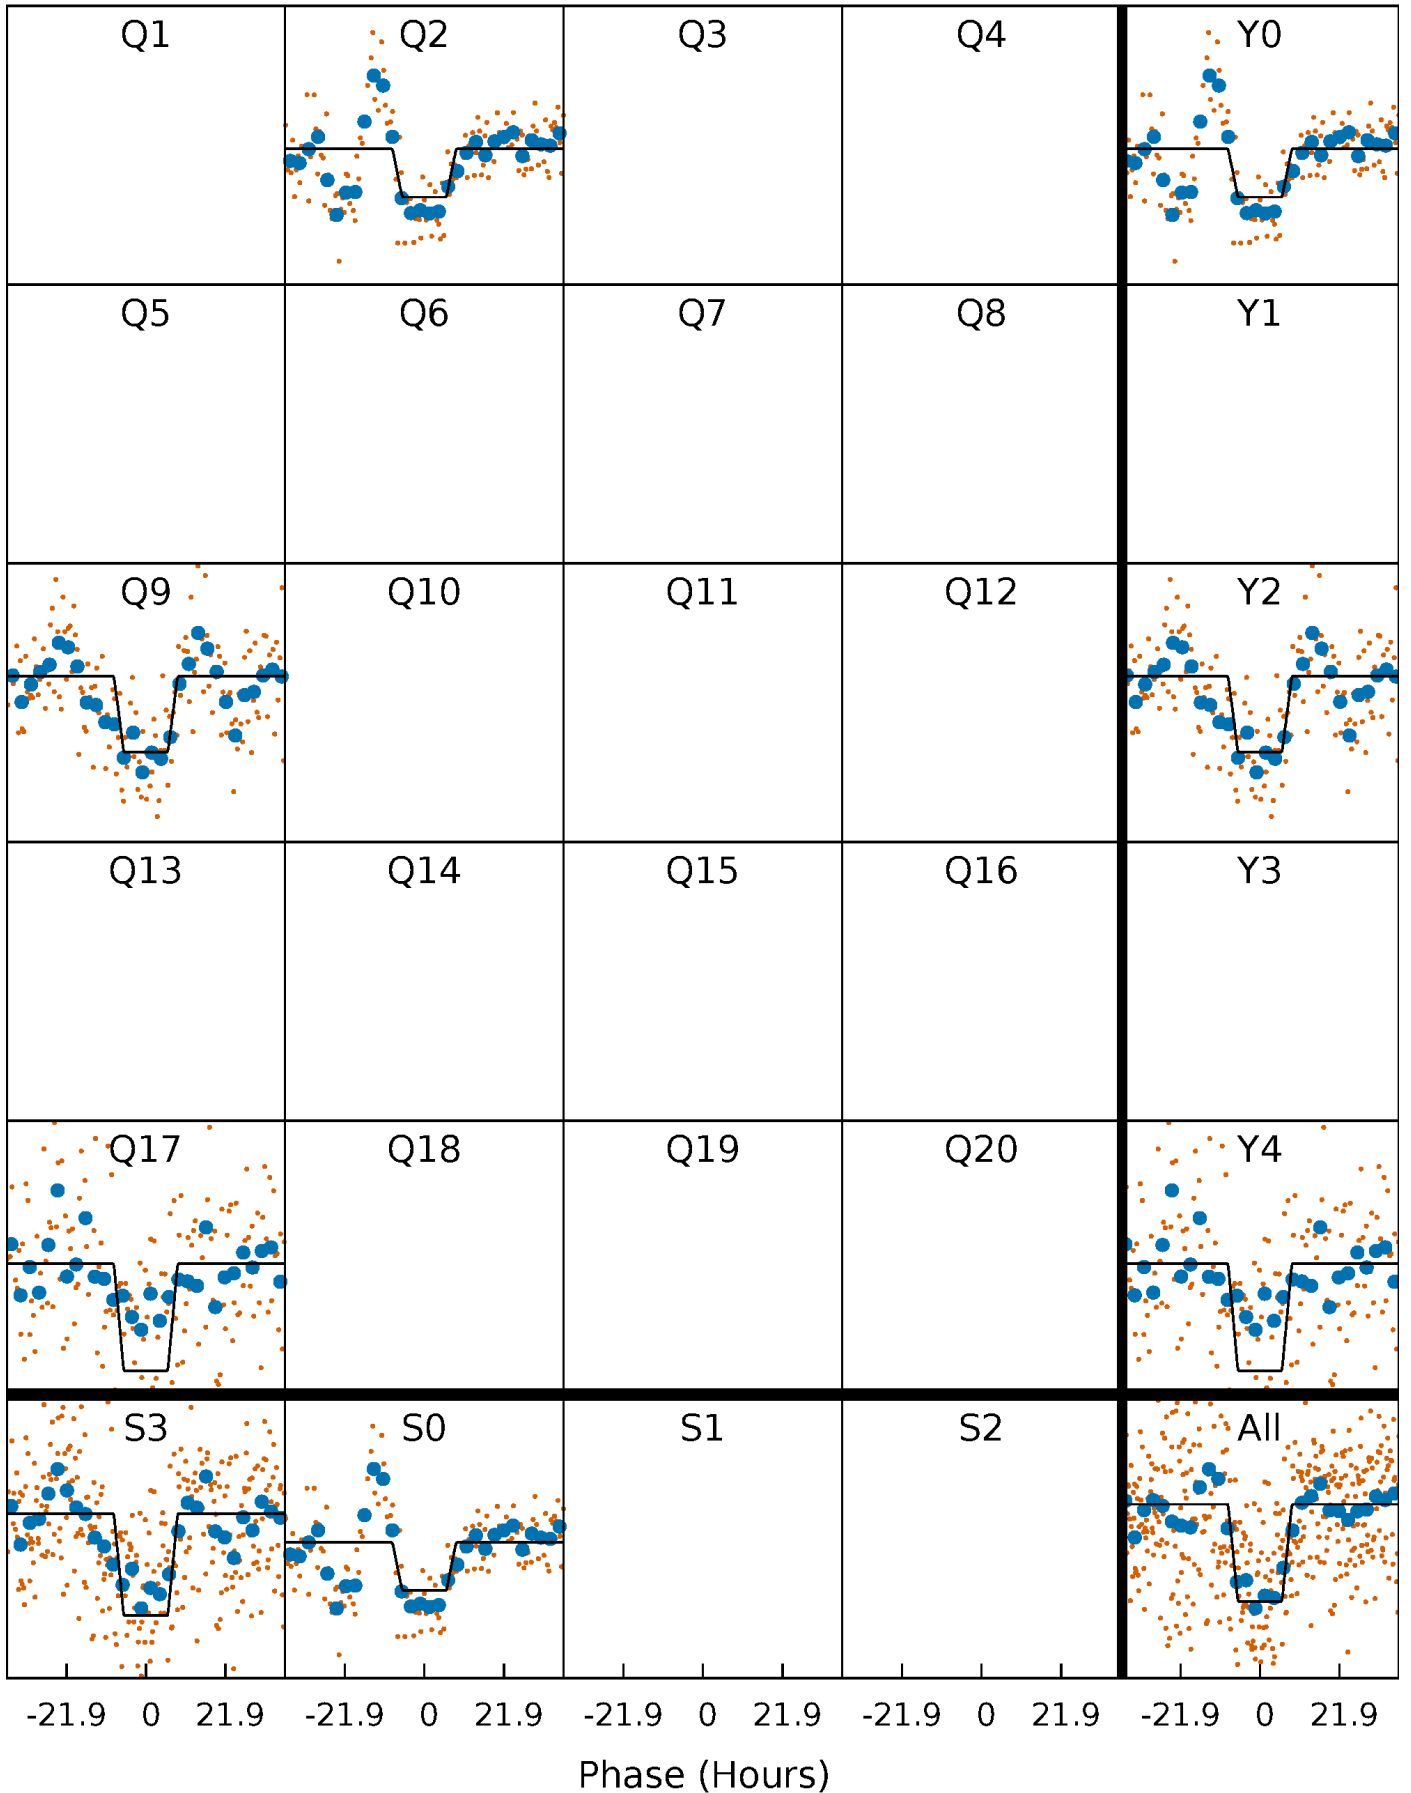 Q1 Q2 Q3 Q4 Y0
Q5 Q6 Q7 Q8 Y1
Q9 Q10 Q11 Q12 Y2
Q13 Q14 Q15 Q16 Y3
Q17 Q18 Q19 Q20 Y4
S3 S0 S1 S2 All
-21.9 0 21.9 -21.9 0 21.9 -21.9 0 21.9 -21.9 0 21.9 -21.9 0 21.9
Phase (Hours)